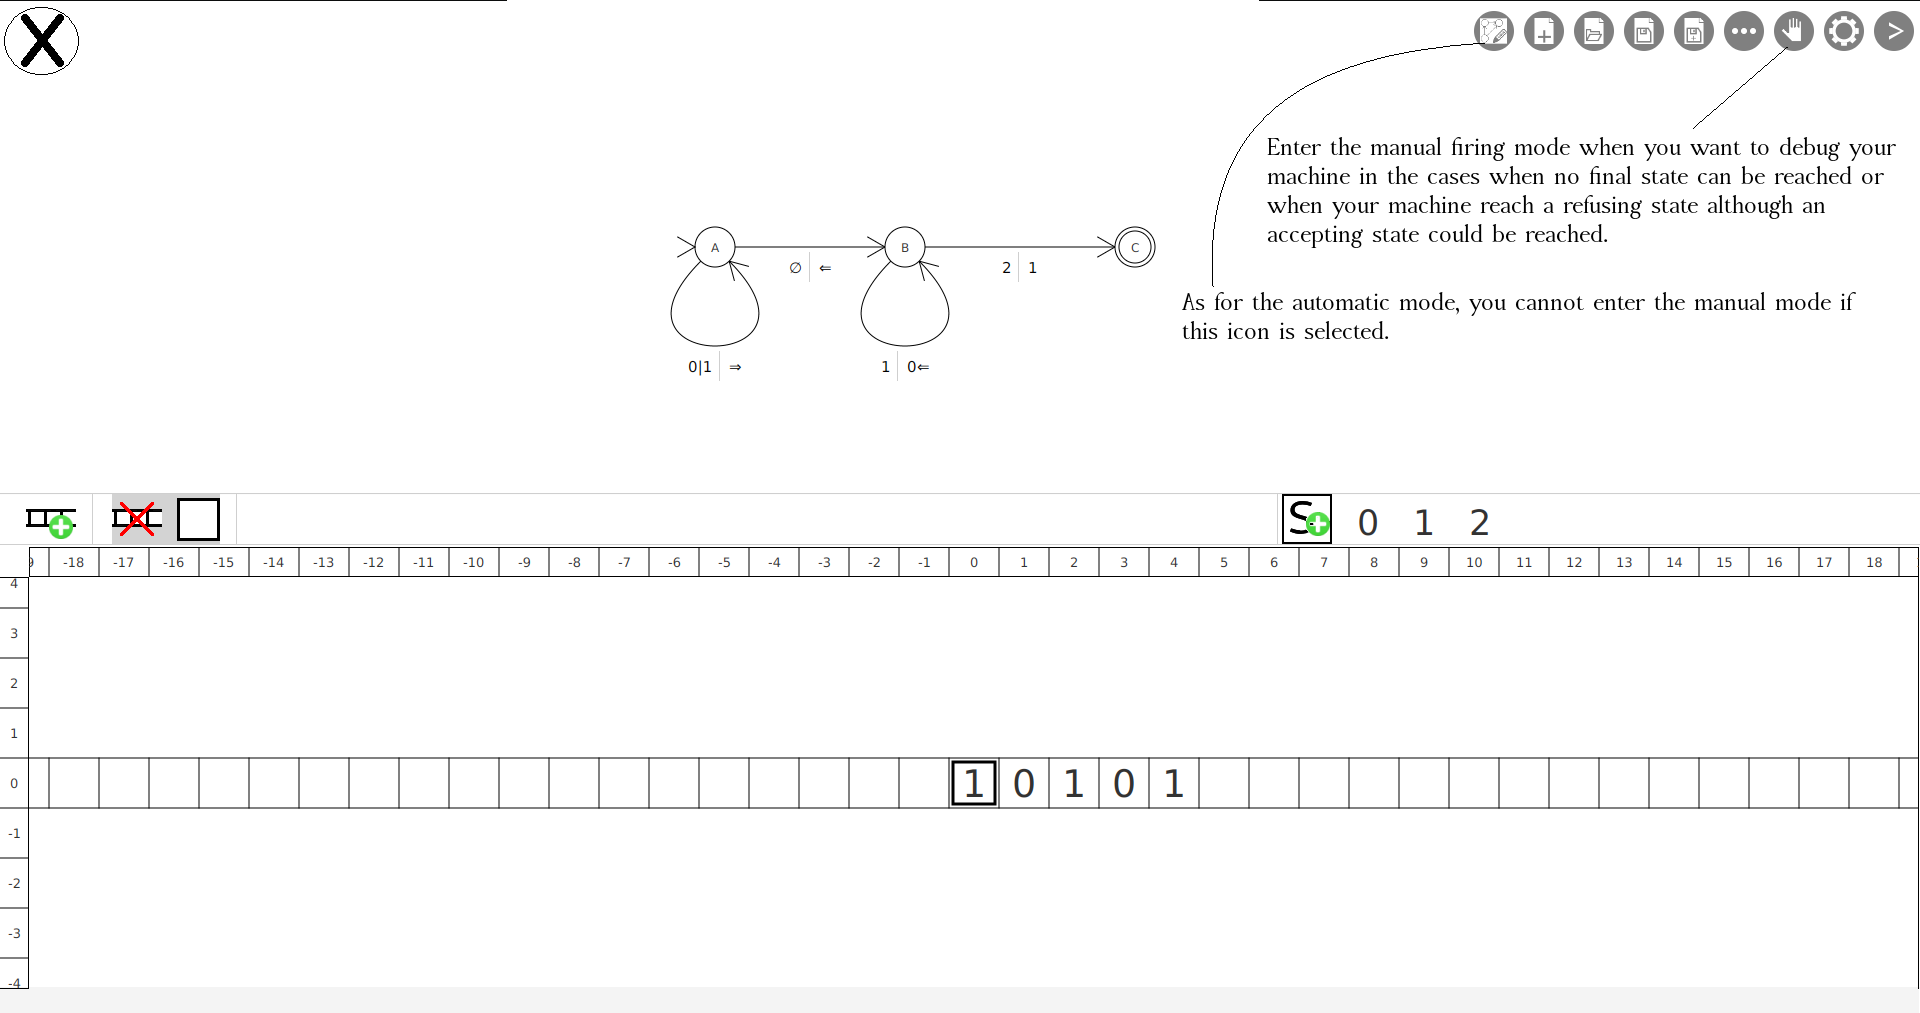 X
>
Enter the manual firing mode when you want to debug your
machine in the cases when no final state can be reached or
when your machine reach a refusing state although an
accepting state could be reached.
As for the automatic mode, you cannot enter the manual mode if
this icon is selected.
A B C
∅ ⇐ 2 1
0|1 ⇒ 1 0⇐
S 0 1 2
9 -18 -17 -16 -15 -14 -13 -12 -11 -10 -9 -8 -7 -6 -5 -4 -3 -2 -1 0 1 2 3 4 5 6 7 8 9 10 11 12 13 14 15 16 17 18
4
3
2
1
0 1 0 1 0 1
-1
-2
-3
-4